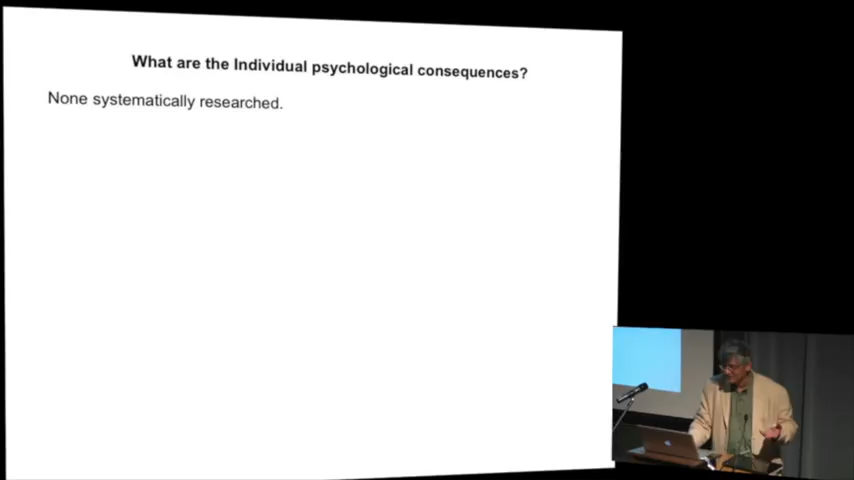 What are the Individual psychological consequences?
None systematically researched.